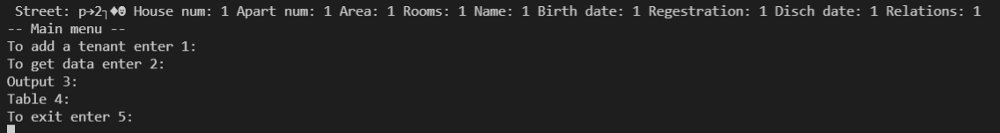 Street: p→2┐♦☻ House num: 1 Apart num: 1 Area: 1 Rooms: 1 Name: 1 Birth date: 1 Regestration: 1 Disch date: 1 Relations: 1
-- Main menu --
To add a tenant enter 1:
To get data enter 2:
Output 3:
Table 4:
To exit enter 5: